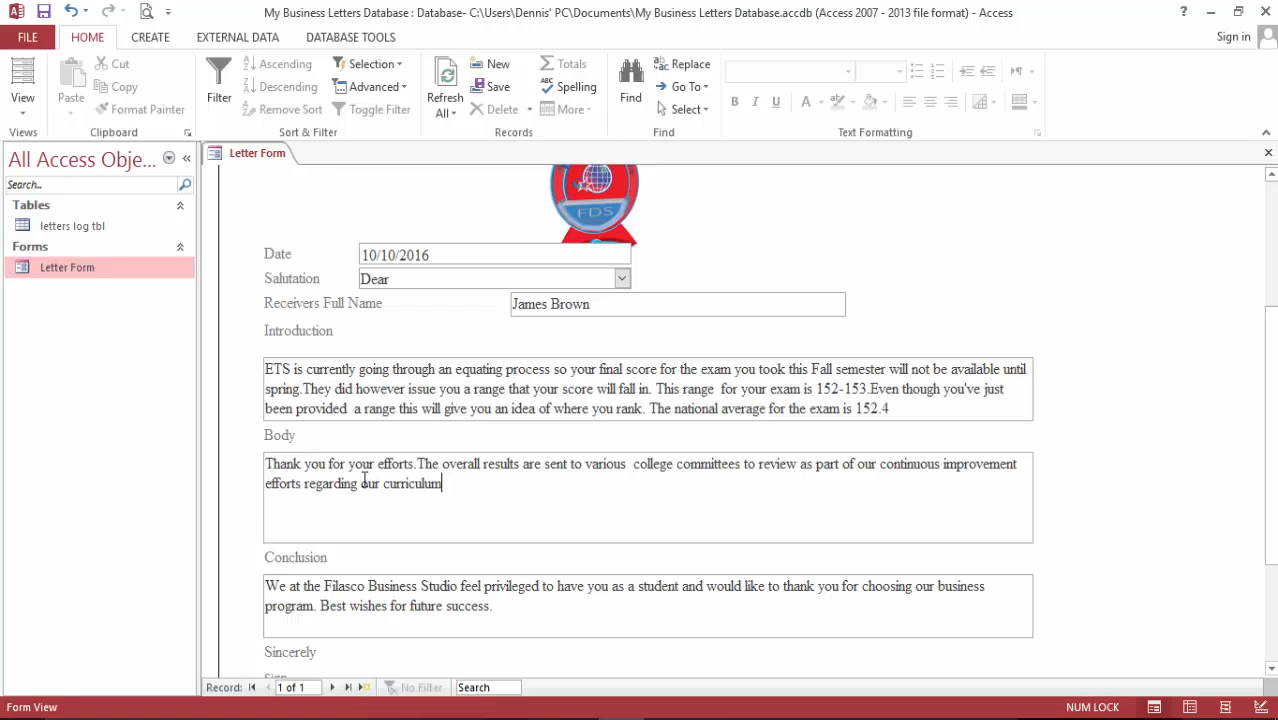 My Business Letters Database : Database- C:\Users\Dennis' PC\Documents\My Business Letters Database.accdb (Access 2007 - 2013 file format) - Access
?
FILE HOME CREATE EXTERNAL DATA DATABASE TOOLS Sign in
View
Views
Paste
Cut
Copy
Format Painter
Clipboard
Filter
Ascending
Descending
Remove Sort
Selection
Advanced
Toggle Filter
Sort & Filter
Refresh
All
New
Save
Delete
Totals
Spelling
More
Records
Find
Replace
Go To
Select
Find
B I U A
Text Formatting
All Access Obje...
Search...
Tables
letters log tbl
Forms
Letter Form
Letter Form
FDS
Date 10/10/2016
Salutation Dear
Receivers Full Name James Brown
Introduction
ETS is currently going through an equating process so your final score for the exam you took this Fall semester will not be available until
spring.They did however issue you a range that your score will fall in. This range for your exam is 152-153.Even though you've just
been provided a range this will give you an idea of where you rank. The national average for the exam is 152.4
Body
Thank you for your efforts.The overall results are sent to various college committees to review as part of our continuous improvement
efforts regarding our curriculum
Conclusion
We at the Filasco Business Studio feel privileged to have you as a student and would like to thank you for choosing our business
program. Best wishes for future success.
Sincerely
sign
Record: 1 of 1 No Filter Search
Form View NUM LOCK